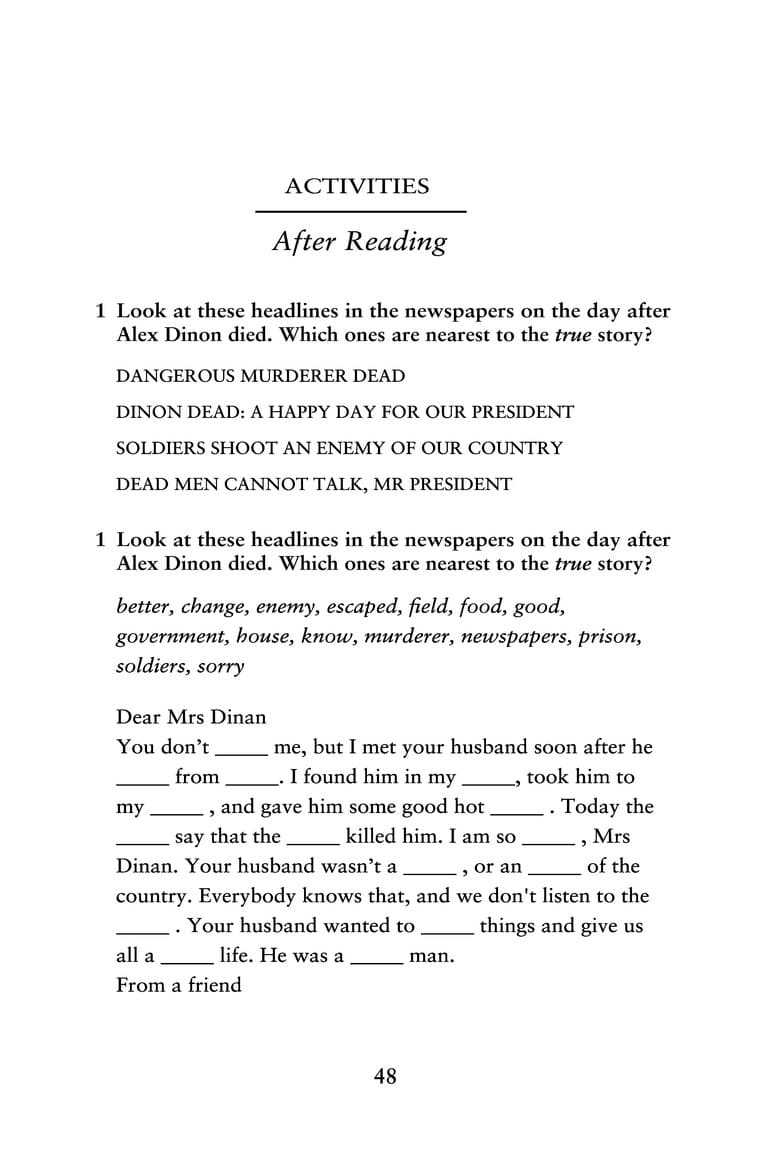 ACTIVITIES
After Reading
1 Look at these headlines in the newspapers on the day after
Alex Dinon died. Which ones are nearest to the true story?
DANGEROUS MURDERER DEAD
DINON DEAD: A HAPPY DAY FOR OUR PRESIDENT
SOLDIERS SHOOT AN ENEMY OF OUR COUNTRY
DEAD MEN CANNOT TALK, MR PRESIDENT
1 Look at these headlines in the newspapers on the day after
Alex Dinon died. Which ones are nearest to the true story?
better, change, enemy, escaped, field, food, good,
government, house, know, murderer, newspapers, prison,
soldiers, sorry
Dear Mrs Dinan
You don’t _____ me, but I met your husband soon after he
_____ from _____. I found him in my _____, took him to
my _____ , and gave him some good hot _____ . Today the
_____ say that the _____ killed him. I am so _____ , Mrs
Dinan. Your husband wasn’t a _____ , or an _____ of the
country. Everybody knows that, and we don't listen to the
_____ . Your husband wanted to _____ things and give us
all a _____ life. He was a _____ man.
From a friend
48